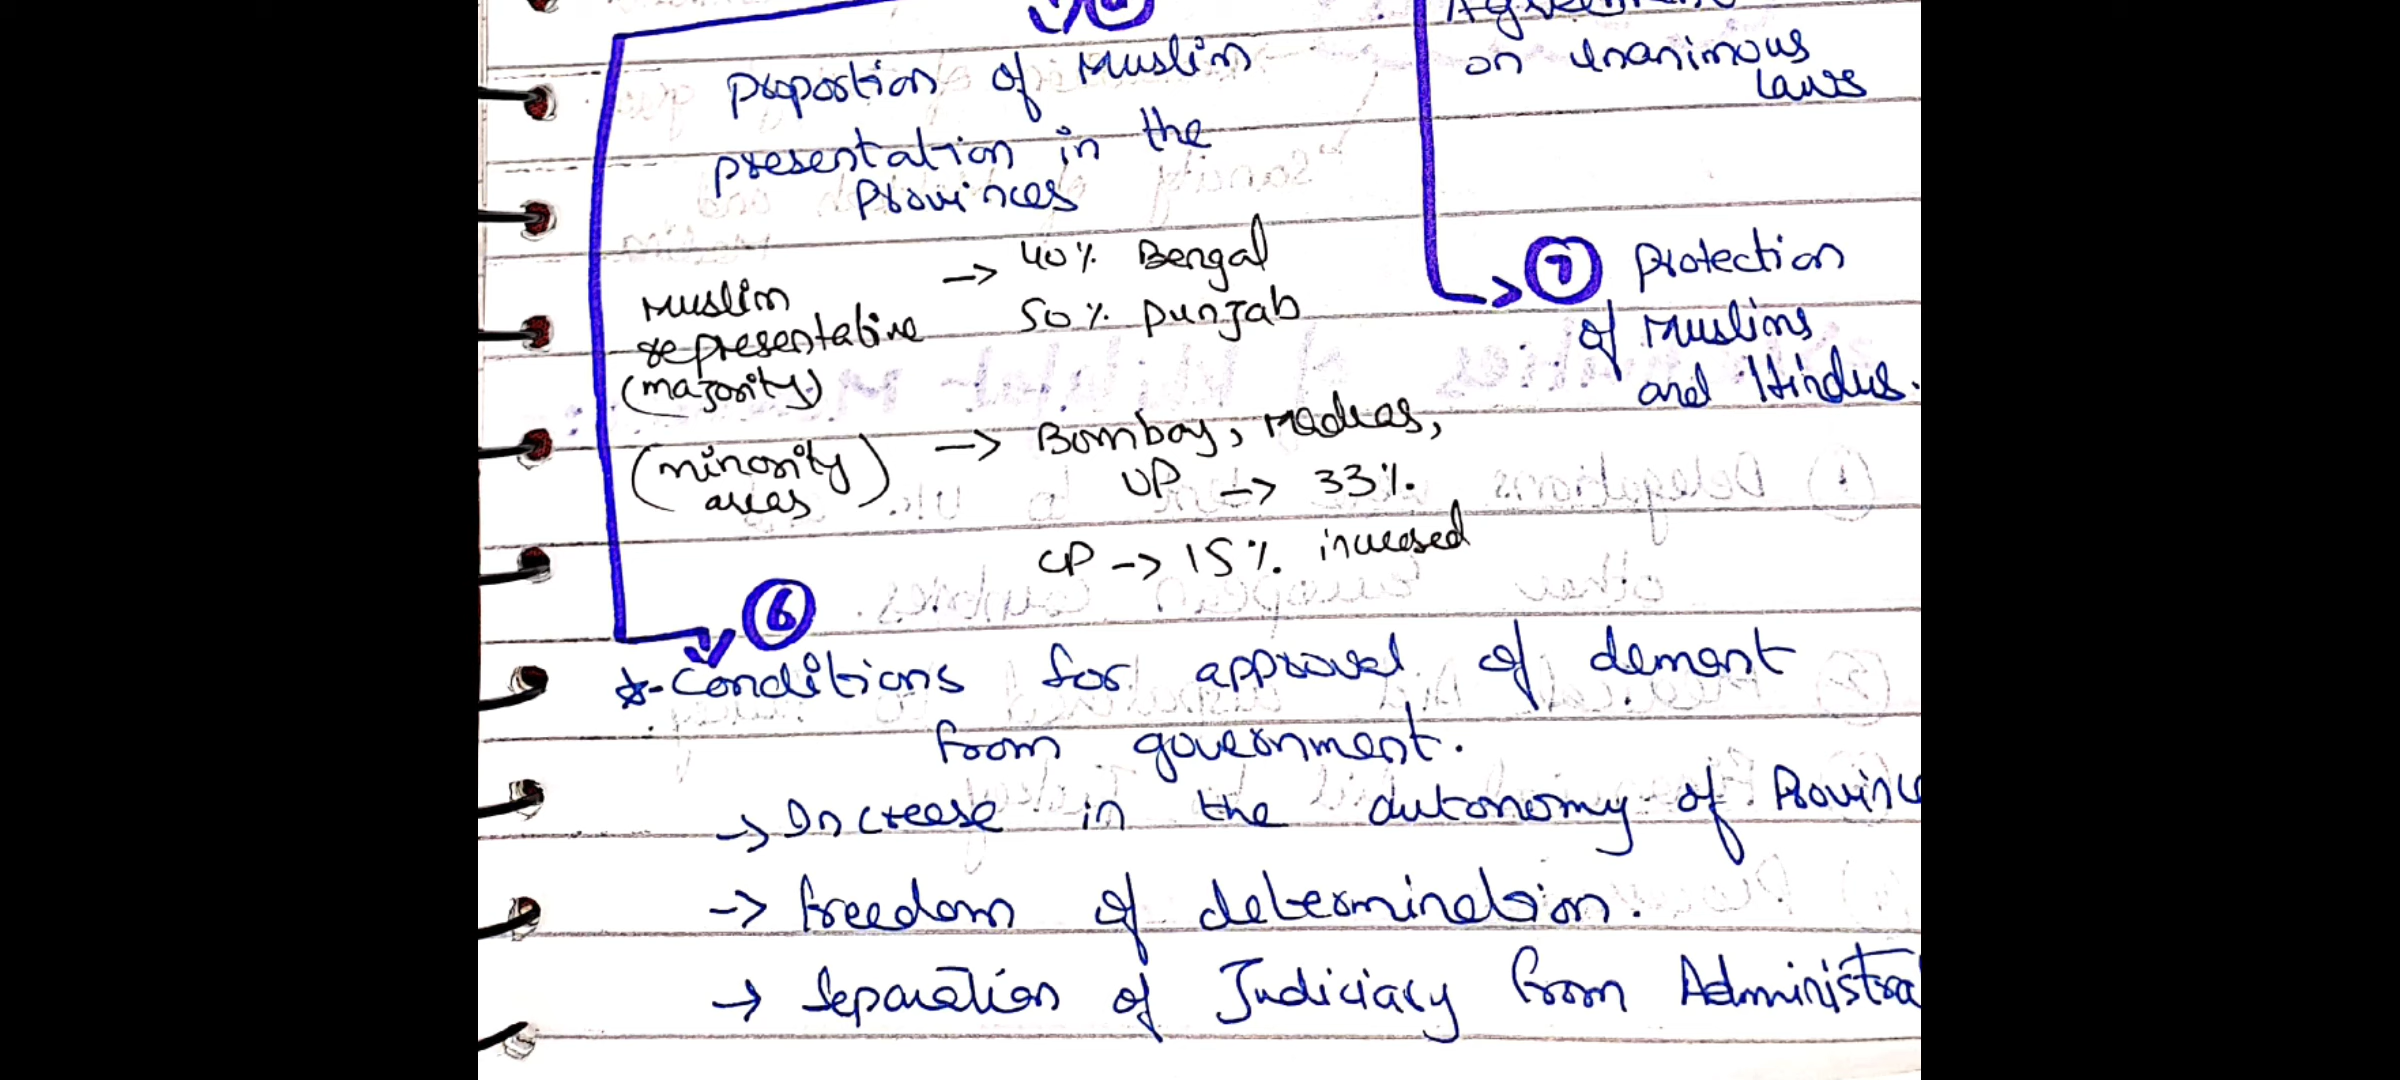 on unanimous
laws
proportion of Muslim
presentation in the
Provinces
Muslim
representative
(majority)
-> 40% Bengal
50% Punjab
(minority)
areas
-> Bombay, Madras,
UP -> 33%.
CP -> 15%. increased
7 Protection
of Muslims
and Hindus.
6
Conditions for approval of demant
from government.
-> Increase in the autonomy of Province
-> freedom of determination.
-> Separation of Judiciary from Administra